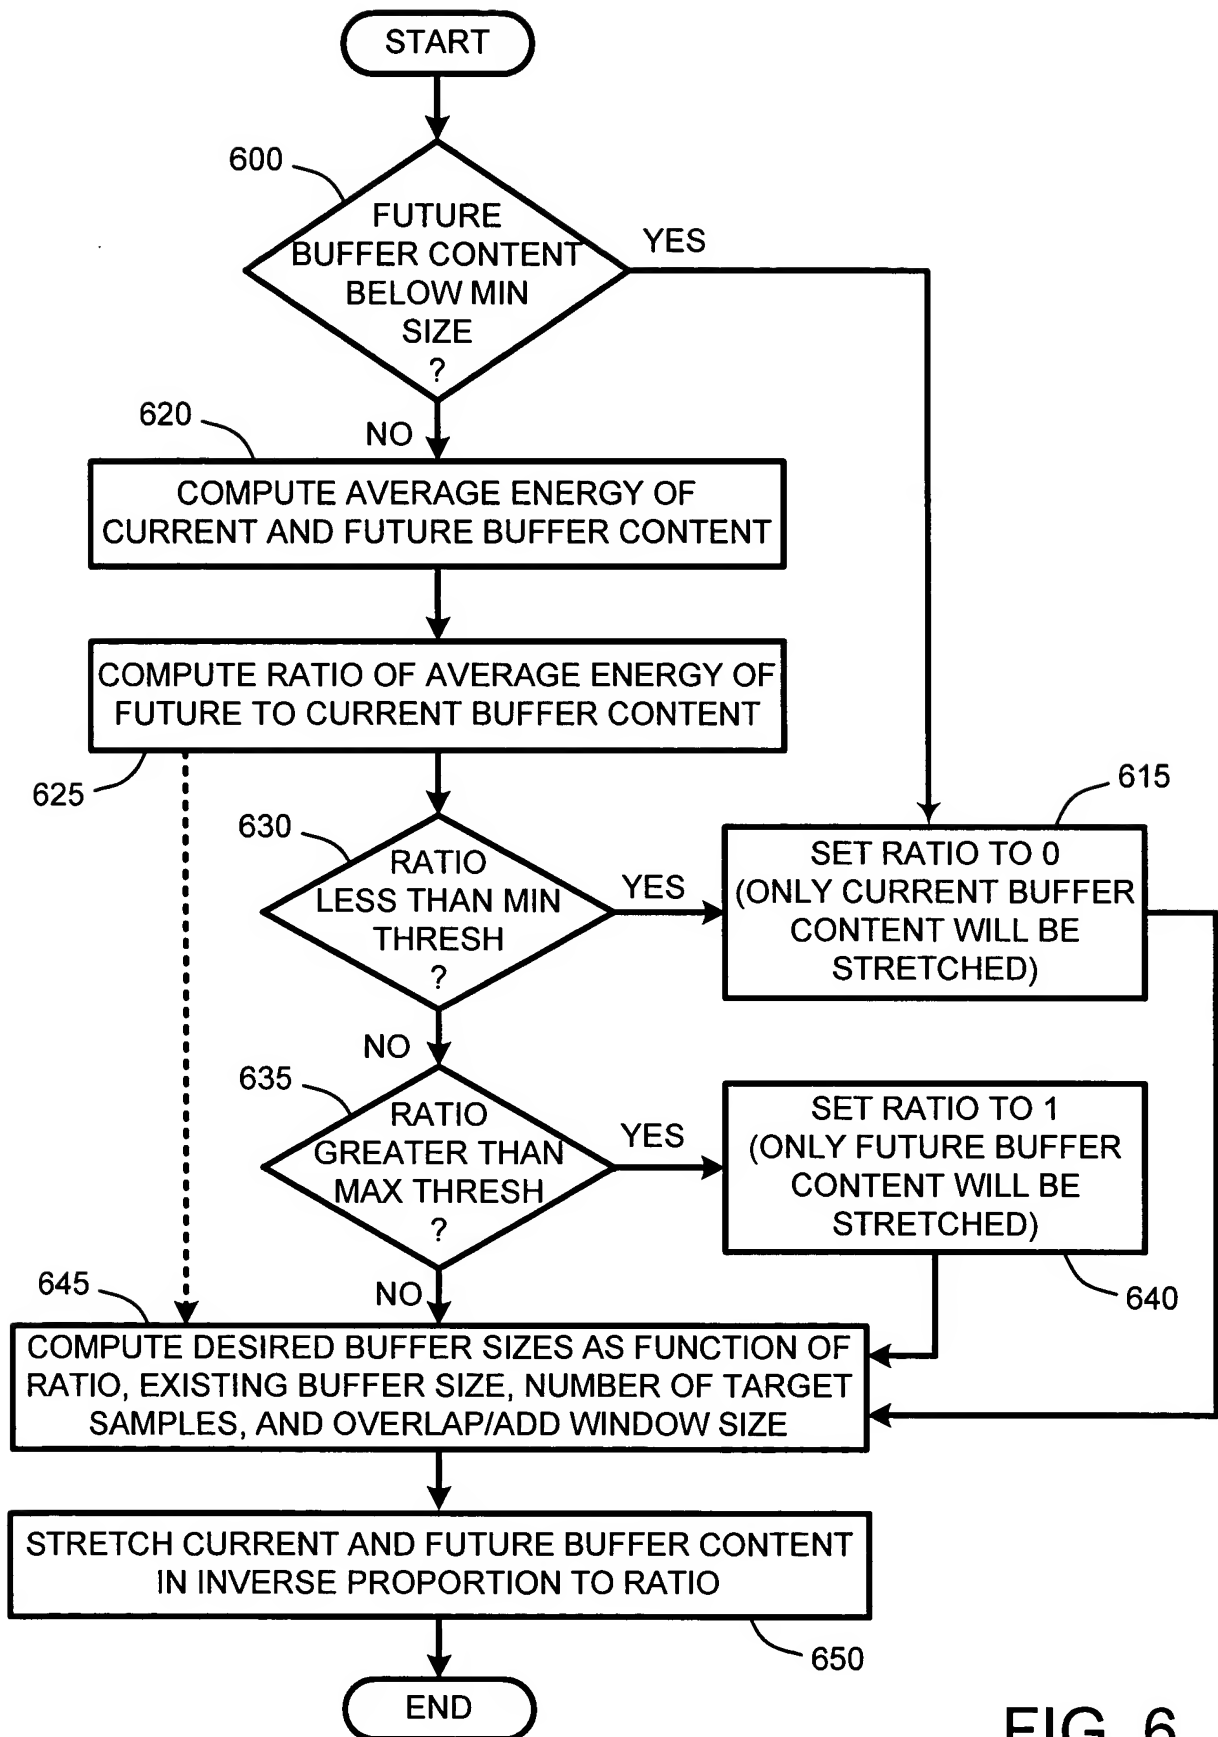 START
600
FUTURE
BUFFER CONTENT
BELOW MIN
SIZE
?
YES
620
NO
COMPUTE AVERAGE ENERGY OF
CURRENT AND FUTURE BUFFER CONTENT
COMPUTE RATIO OF AVERAGE ENERGY OF
FUTURE TO CURRENT BUFFER CONTENT
625
630
RATIO
LESS THAN MIN
THRESH
?
YES
615
SET RATIO TO 0
(ONLY CURRENT BUFFER
CONTENT WILL BE
STRETCHED)
NO
635
RATIO
GREATER THAN
MAX THRESH
?
YES
SET RATIO TO 1
(ONLY FUTURE BUFFER
CONTENT WILL BE
STRETCHED)
640
645
NO
COMPUTE DESIRED BUFFER SIZES AS FUNCTION OF
RATIO, EXISTING BUFFER SIZE, NUMBER OF TARGET
SAMPLES, AND OVERLAP/ADD WINDOW SIZE
STRETCH CURRENT AND FUTURE BUFFER CONTENT
IN INVERSE PROPORTION TO RATIO
650
END
FIG. 6